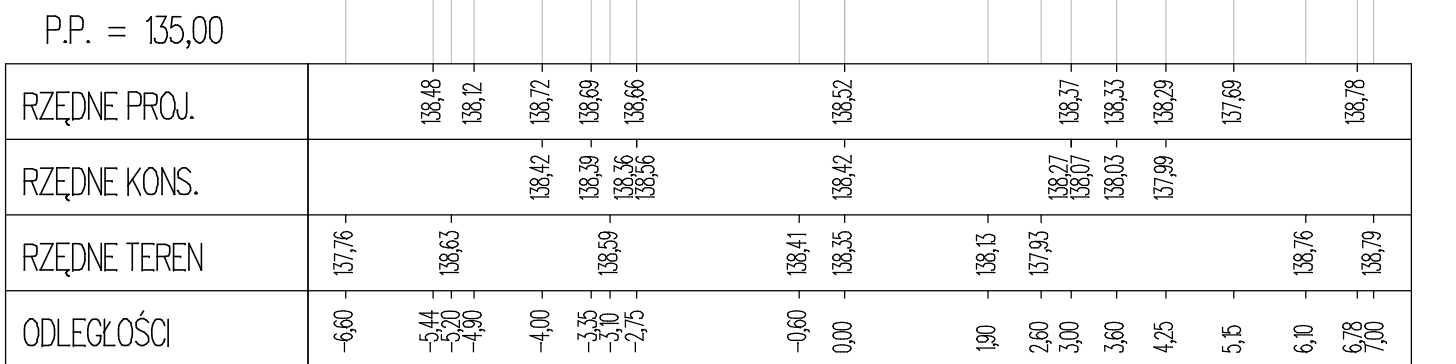 P.P. = 135,00
RZĘDNE PROJ. 138,48 138,12 138,72 138,69 138,66 138,52 138,37 138,33 138,29 137,69 138,78
RZĘDNE KONS. 138,42 138,39 138,36 138,56 138,42 138,27 138,07 138,03 137,99
RZĘDNE TEREN 137,76 138,63 138,59 138,41 138,35 138,13 137,93 138,76 138,79
ODLEGŁOŚCI -6,60 -5,44 -5,20 -4,90 -4,00 -3,35 -3,10 -2,75 -0,60 0,00 1,90 2,60 3,00 3,60 4,25 5,15 6,10 6,78 7,00